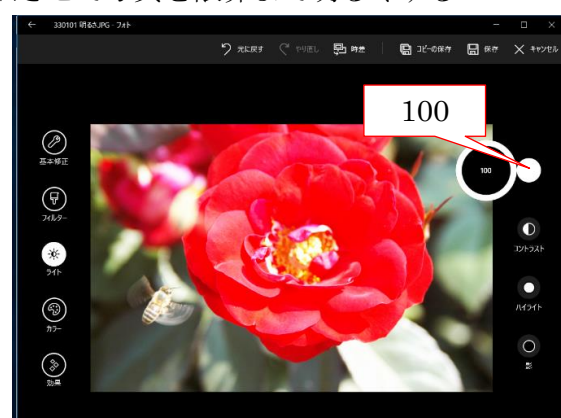 330101 明るさ.JPG - フォト
元に戻す やり直し 時差 コピーの保存 保存 キャンセル
100
100
基本修正
フィルター
ライト
カラー
効果
コントラスト
ハイライト
影